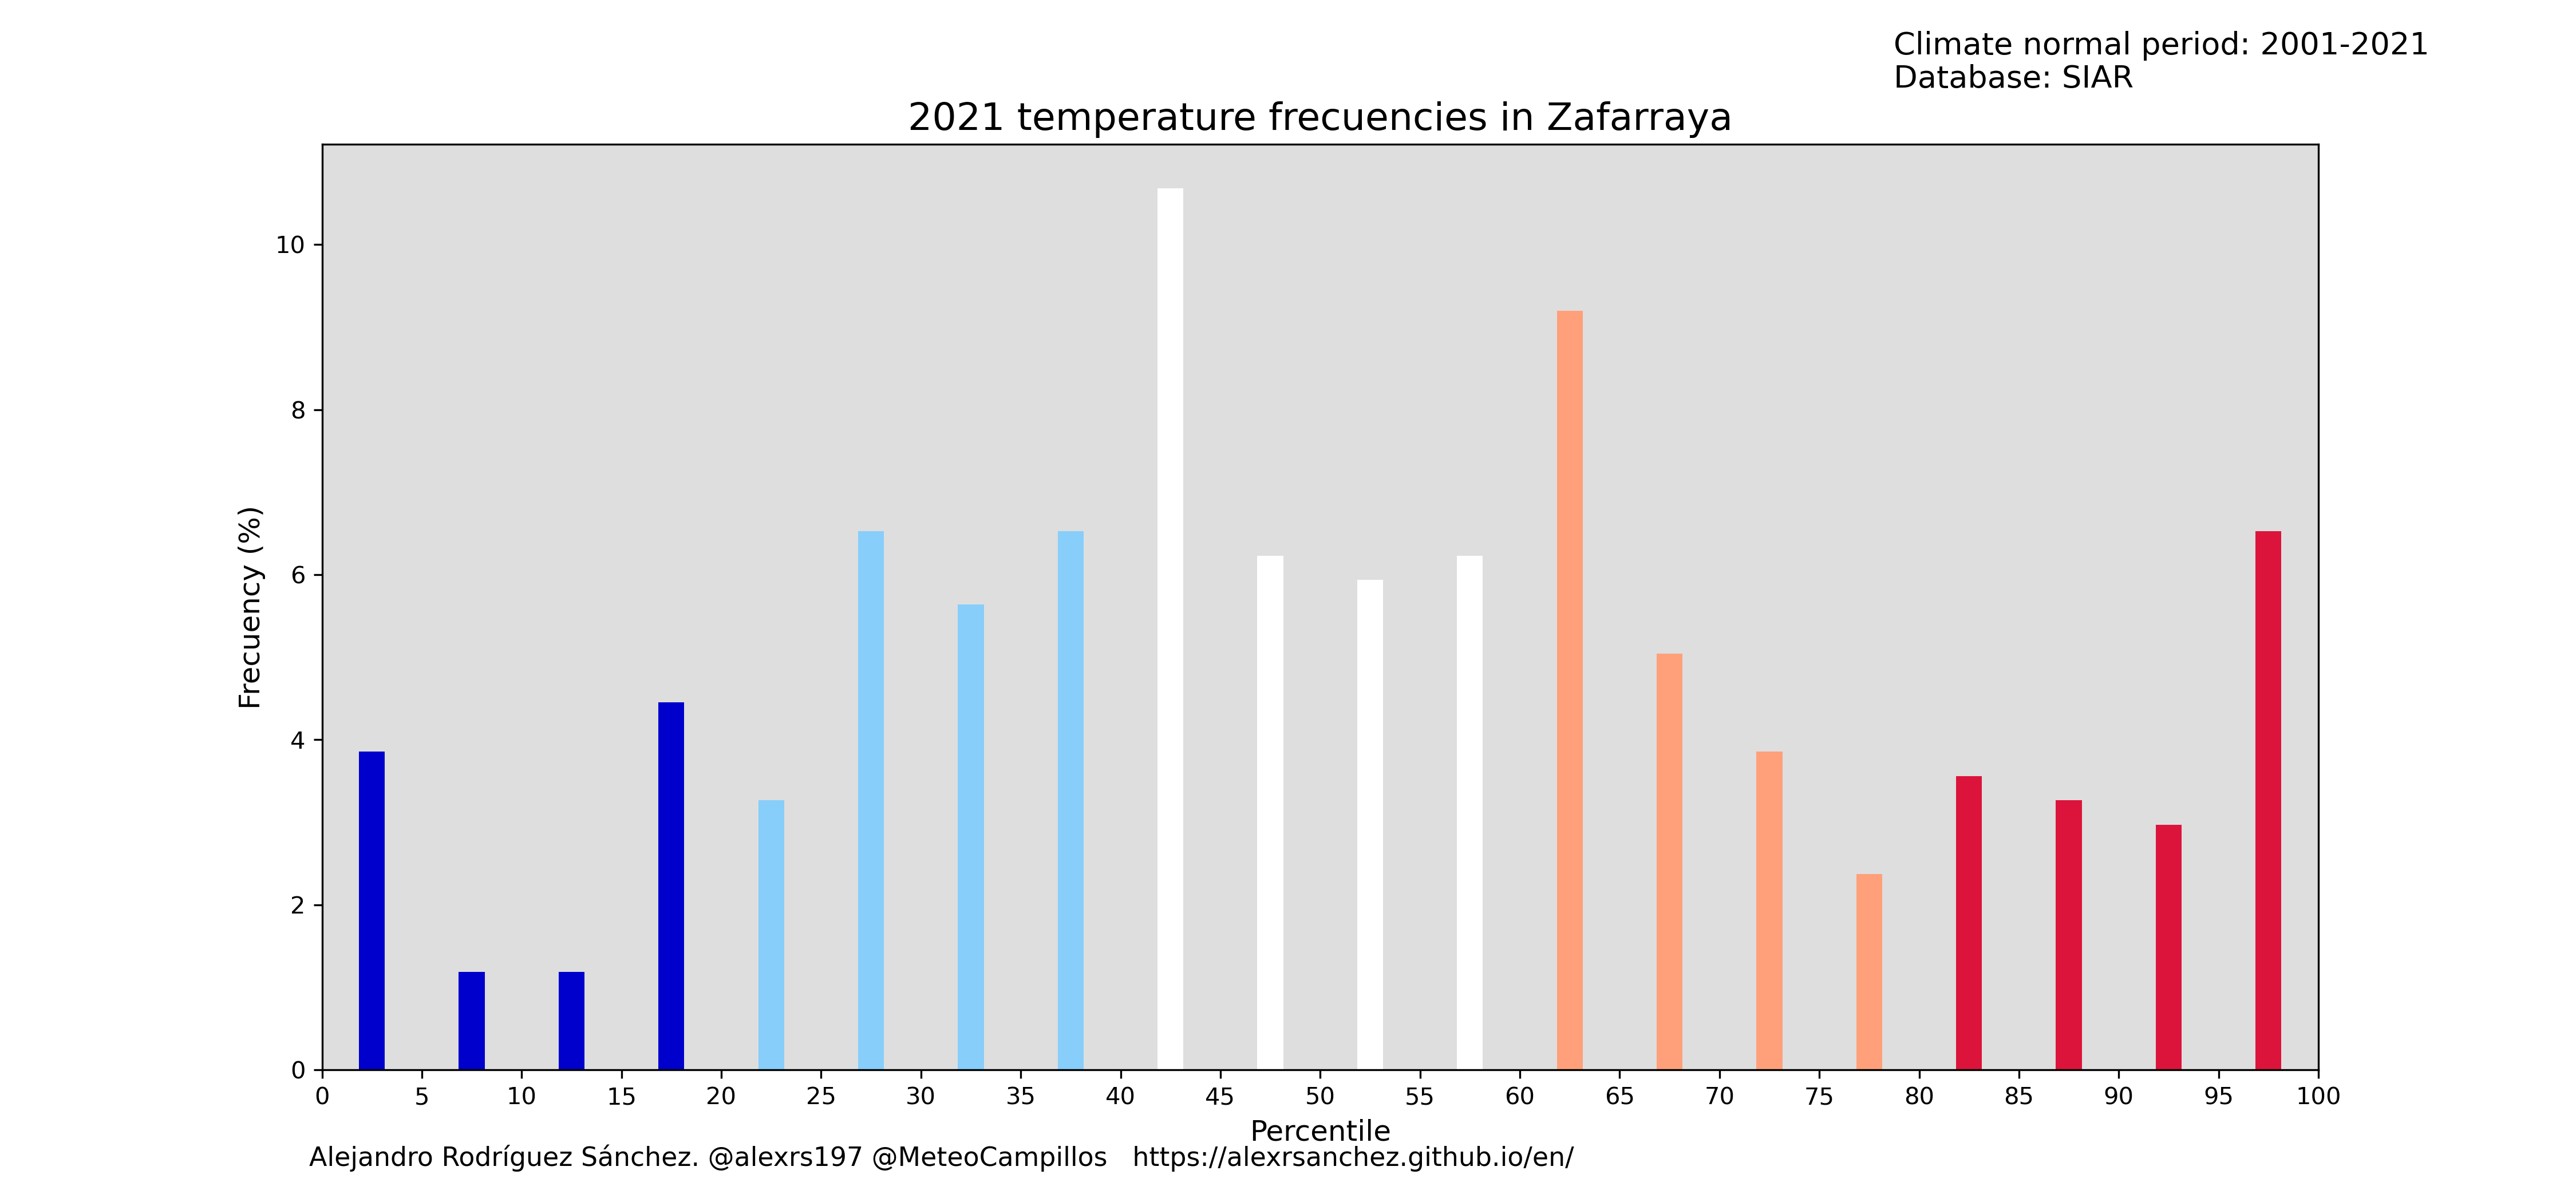 Climate normal period: 2001-2021
Database: SIAR
2021 temperature frecuencies in Zafarraya
10
8
6
4
2
0
Frecuency (%)
0 5 10 15 20 25 30 35 40 45 50 55 60 65 70 75 80 85 90 95 100
Percentile
Alejandro Rodríguez Sánchez. @alexrs197 @MeteoCampillos https://alexrsanchez.github.io/en/